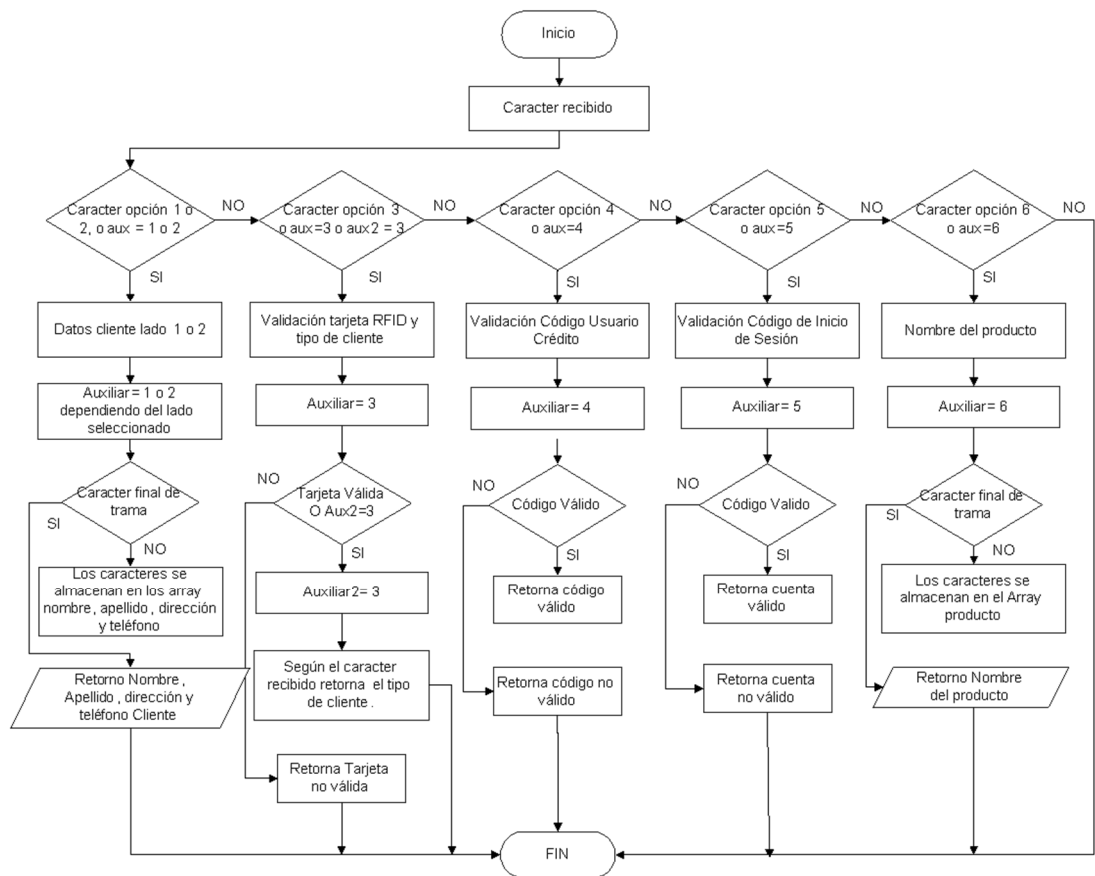 Inicio
Caracter recibido
Caracter opción 1 o
2, o aux = 1 o 2
NO
Caracter opción 3
o aux=3 o aux2 = 3
NO
Caracter opción 4
o aux=4
NO
Caracter opción 5
o aux=5
NO
Caracter opción 6
o aux=6
NO
SI
SI
SI
SI
SI
Datos cliente lado 1 o 2
Validación tarjeta RFID y
tipo de cliente
Validación Código Usuario
Crédito
Validación Código de Inicio
de Sesión
Nombre del producto
Auxiliar= 1 o 2
dependiendo del lado
seleccionado
Auxiliar= 3
Auxiliar= 4
Auxiliar= 5
Auxiliar= 6
Caracter final de
trama
SI
NO
NO
Tarjeta Válida
O Aux2=3
SI
NO
Código Válido
SI
NO
Código Valido
SI
Caracter final de
trama
SI
NO
Los caracteres se
almacenan en los array
nombre, apellido, dirección
y teléfono
Auxiliar2= 3
Retorna código
válido
Retorna cuenta
válido
Los caracteres se
almacenan en el Array
producto
Retorno Nombre,
Apellido, dirección y
teléfono Cliente
Según el caracter
recibido retorna el tipo
de cliente.
Retorna código no
válido
Retorna cuenta
no válido
Retorno Nombre
del producto
Retorna Tarjeta
no válida
FIN